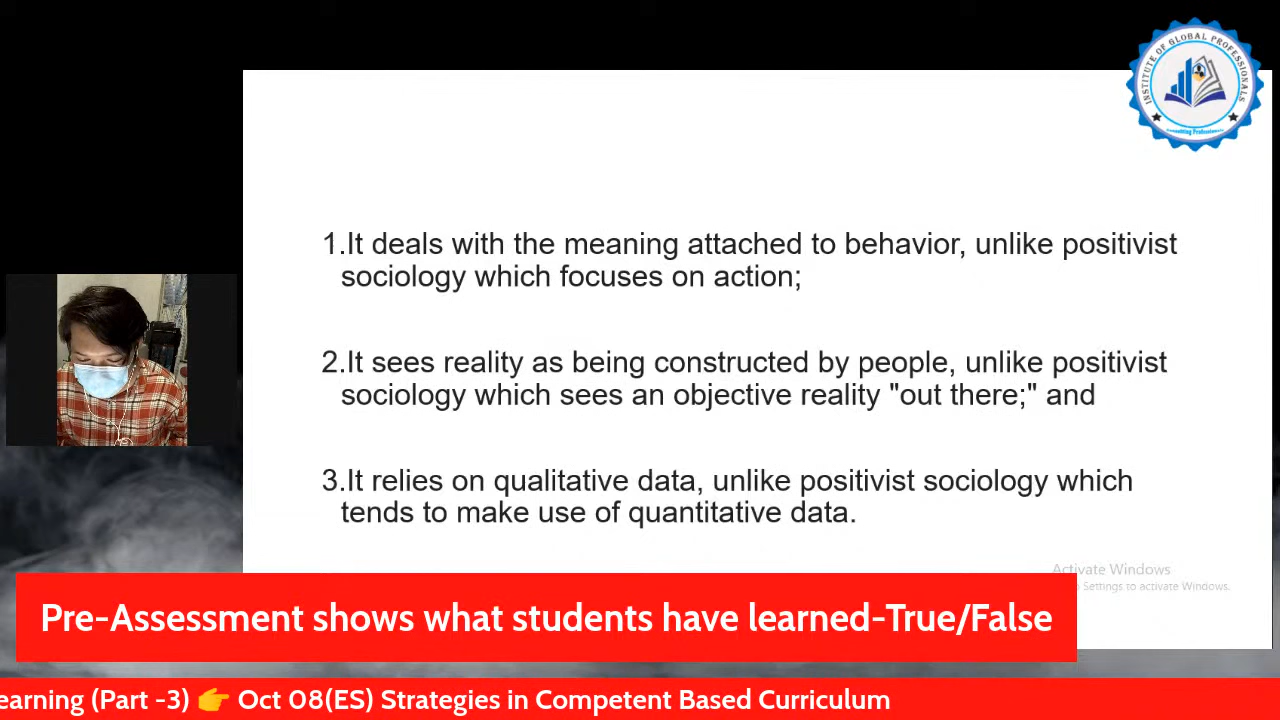 INSTITUTE OF GLOBAL PROFESSIONALS
Connecting Professionals
1.It deals with the meaning attached to behavior, unlike positivist
sociology which focuses on action;
2.It sees reality as being constructed by people, unlike positivist
sociology which sees an objective reality "out there;" and
3.It relies on qualitative data, unlike positivist sociology which
tends to make use of quantitative data.
Activate Windows
Settings to activate Windows.
Pre-Assessment shows what students have learned-True/False
earning (Part -3) 👉 Oct 08(ES) Strategies in Competent Based Curriculum